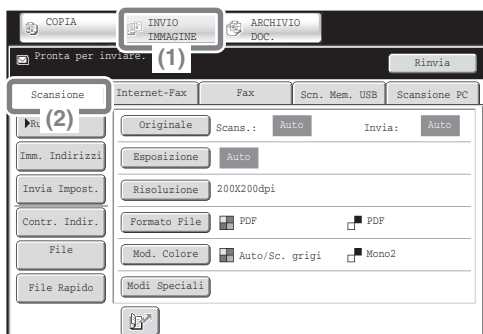 COPIA
INVIO
IMMAGINE
ARCHIVIO
DOC.
Pronta per inviare.
(1)
Rinvia
Scansione
Internet-Fax
Fax
Scn. Mem. USB
Scansione PC
(2)
Originale
Scans.:
Auto
Invia:
Auto
Imm. Indirizzi
Esposizione
Auto
Invia Impost.
Risoluzione
200X200dpi
Contr. Indir.
Formato File
PDF
PDF
File
Mod. Colore
Auto/Sc. grigi
Mono2
File Rapido
Modi Speciali